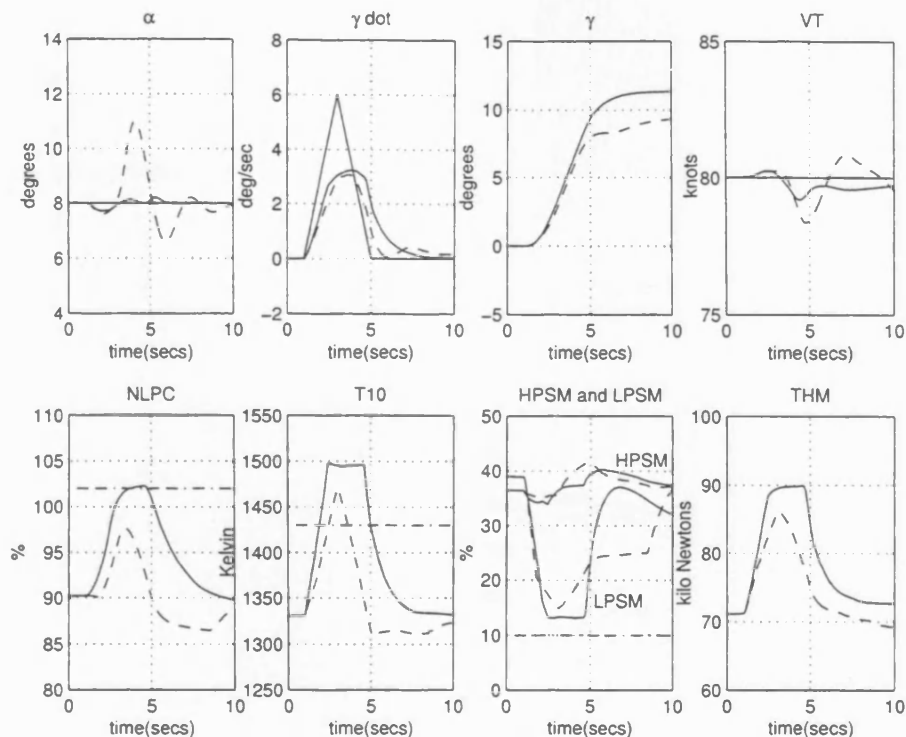 α γ dot γ VT
14 8 15 85
12 6 10
10 4 5 80
8 2 0
6 0
4 -2 -5 75
degrees deg/sec degrees knots
0 5 10 0 5 10 0 5 10 0 5 10
time(secs) time(secs) time(secs) time(secs)
NLPC T10 HPSM and LPSM THM
110 1550 50 100
105 1500 40 90
100 1450 30
95 1400 20 80
90 1350 10 70
85 1300
80 1250 0 60
% Kelvin % kilo Newtons
HPSM
LPSM
0 5 10 0 5 10 0 5 10 0 5 10
time(secs) time(secs) time(secs) time(secs)